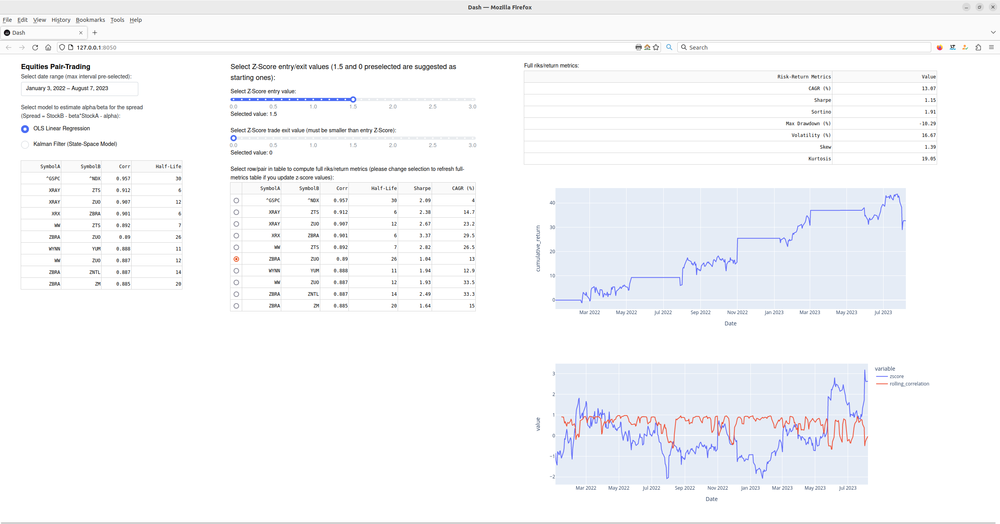 Dash — Mozilla Firefox
File Edit View History Bookmarks Tools Help
Dash
127.0.0.1:8050
Search
Equities Pair-Trading
Select date range (max interval pre-selected):
January 3, 2022 – August 7, 2023
Select model to estimate alpha/beta for the spread
(Spread = StockB - beta*StockA - alpha):
OLS Linear Regression
Kalman Filter (State-Space Model)
SymbolA SymbolB Corr Half-Life
^GSPC ^NDX 0.957 30
XRAY ZTS 0.912 6
XRAY ZUO 0.907 12
XRX ZBRA 0.901 6
WW ZTS 0.892 7
ZBRA ZUO 0.89 26
WYNN YUM 0.888 11
WW ZUO 0.887 12
ZBRA ZNTL 0.887 14
ZBRA ZM 0.885 20
Select Z-Score entry/exit values (1.5 and 0 preselected are suggested as
starting ones):
Select Z-Score entry value:
0.0 0.5 1.0 1.5 2.0 2.5 3.0
Selected value: 1.5
Select Z-Score trade exit value (must be smaller than entry Z-Score):
0.0 0.5 1.0 1.5 2.0 2.5 3.0
Selected value: 0
Select row/pair in table to compute full riks/return metrics (please change selection to refresh full-
metrics table if you update z-score values):
SymbolA SymbolB Corr Half-Life Sharpe CAGR (%)
^GSPC ^NDX 0.957 30 2.09 4
XRAY ZTS 0.912 6 2.38 14.7
XRAY ZUO 0.907 12 2.67 23.2
XRX ZBRA 0.901 6 3.37 29.5
WW ZTS 0.892 7 2.82 26.5
ZBRA ZUO 0.89 26 1.04 13
WYNN YUM 0.888 11 1.94 12.9
WW ZUO 0.887 12 1.93 33.5
ZBRA ZNTL 0.887 14 2.49 33.3
ZBRA ZM 0.885 20 1.64 15
Full riks/return metrics:
Risk-Return Metrics Value
CAGR (%) 13.07
Sharpe 1.15
Sortino 1.91
Max Drawdown (%) -10.29
Volatility (%) 16.67
Skew 1.39
Kurtosis 19.05
cumulative_return
40
30
20
10
0
Mar 2022 May 2022 Jul 2022 Sep 2022 Nov 2022 Jan 2023 Mar 2023 May 2023 Jul 2023
Date
value
3
2
1
0
−1
−2
Mar 2022 May 2022 Jul 2022 Sep 2022 Nov 2022 Jan 2023 Mar 2023 May 2023 Jul 2023
Date
variable
zscore
rolling_correlation